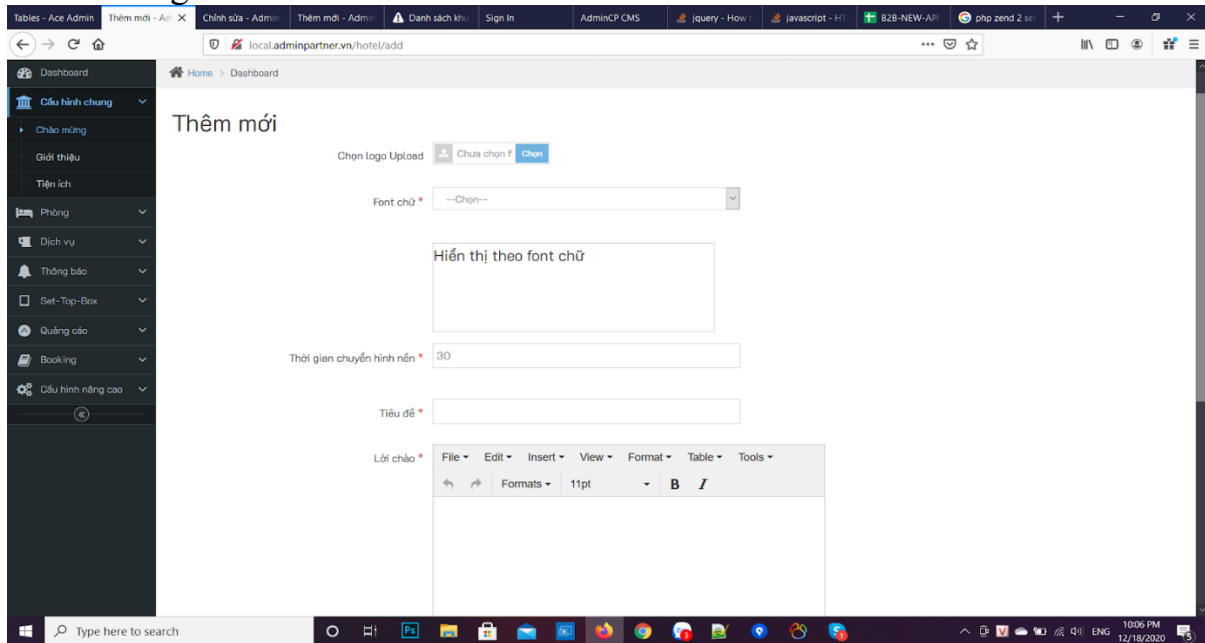 Tables - Ace Admin
Thêm mới - Ad
Chỉnh sửa - Admin
Thêm mới - Admin
Danh sách khu
Sign In
AdminCP CMS
jquery - How t
javascript - HT
B2B-NEW-API
php zend 2 set
local.adminpartner.vn/hotel/add
Dashboard
Home > Dashboard
Cấu hình chung
Chào mừng
Giới thiệu
Tiện ích
Phòng
Dịch vụ
Thông báo
Set-Top-Box
Quảng cáo
Booking
Cấu hình nâng cao
Thêm mới
Chọn logo Upload
Chưa chọn f
Chọn
Font chữ *
--Chọn--
Hiển thị theo font chữ
Thời gian chuyển hình nền *
30
Tiêu đề *
Lời chào *
File Edit Insert View Format Table Tools
Formats 11pt B I
Type here to search
Ps
ENG
10:06 PM
12/18/2020